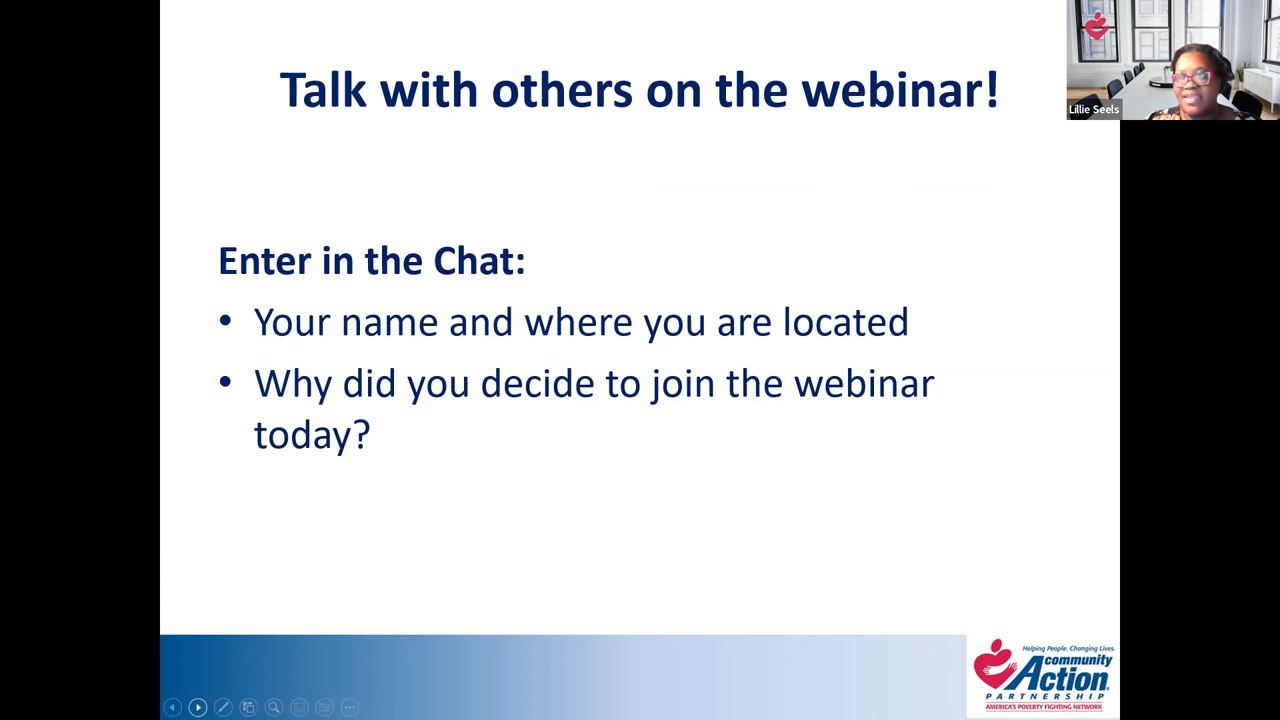 Talk with others on the webinar!
Lillie Seels
Enter in the Chat:
• Your name and where you are located
• Why did you decide to join the webinar
today?
Helping People. Changing Lives.
community
Action
PARTNERSHIP
AMERICA'S POVERTY FIGHTING NETWORK